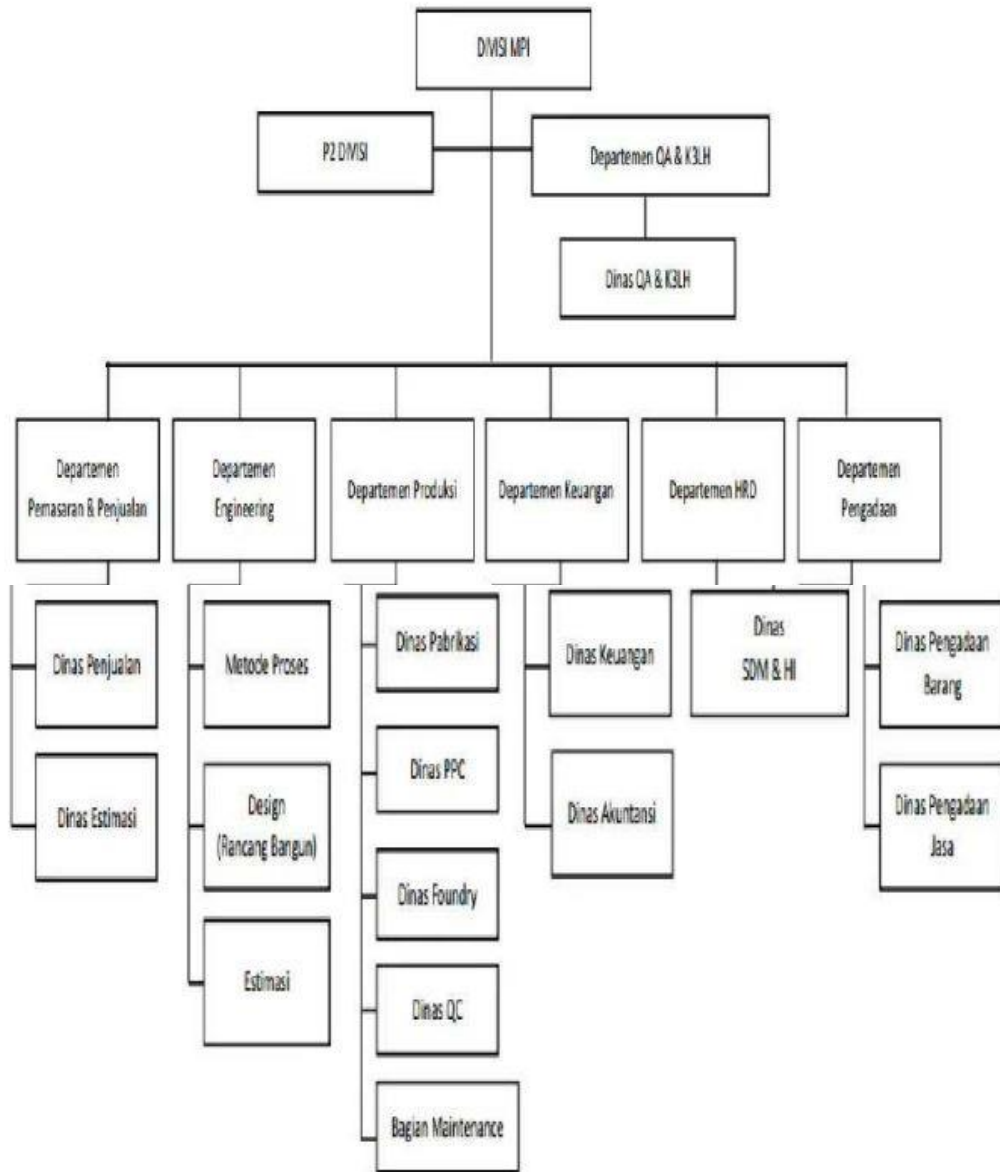 DIVISI MPI
P2 DIVISI
Departemen QA & K3LH
Dinas QA & K3LH
Departemen
Pemasaran & Penjualan
Departemen
Engineering
Departemen Produksi
Departemen Keuangan
Departemen HRD
Departemen
Pengadaan
Dinas Penjualan
Dinas Estimasi
Metode Proses
Design
(Rancang Bangun)
Estimasi
Dinas Pabrikasi
Dinas PPC
Dinas Foundry
Dinas QC
Bagian Maintenance
Dinas Keuangan
Dinas Akuntansi
Dinas
SDM & HI
Dinas Pengadaan
Barang
Dinas Pengadaan
Jasa